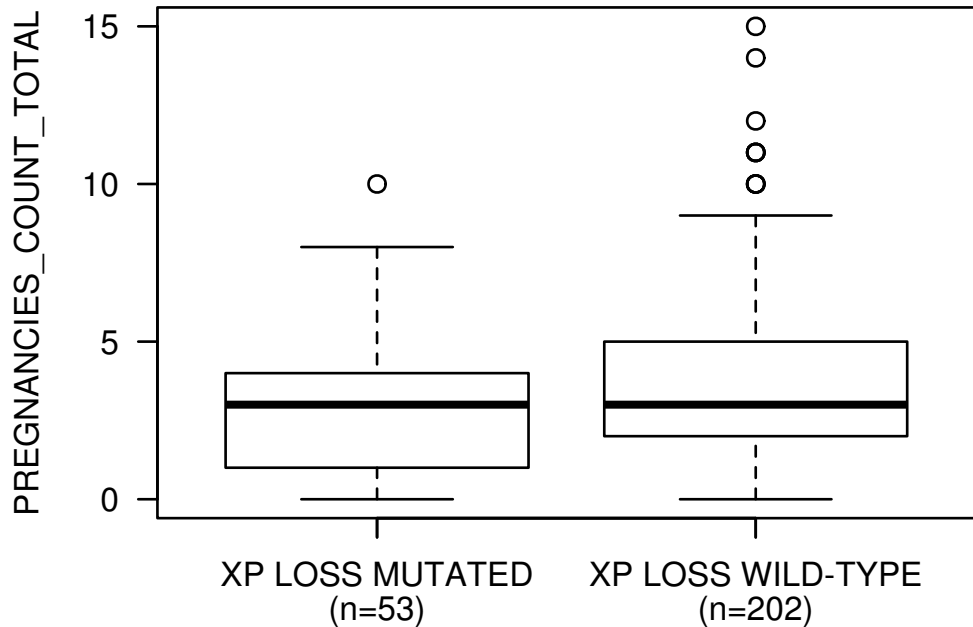 PREGNANCIES_COUNT_TOTAL
15
10
5
0
XP LOSS MUTATED
(n=53)
XP LOSS WILD-TYPE
(n=202)